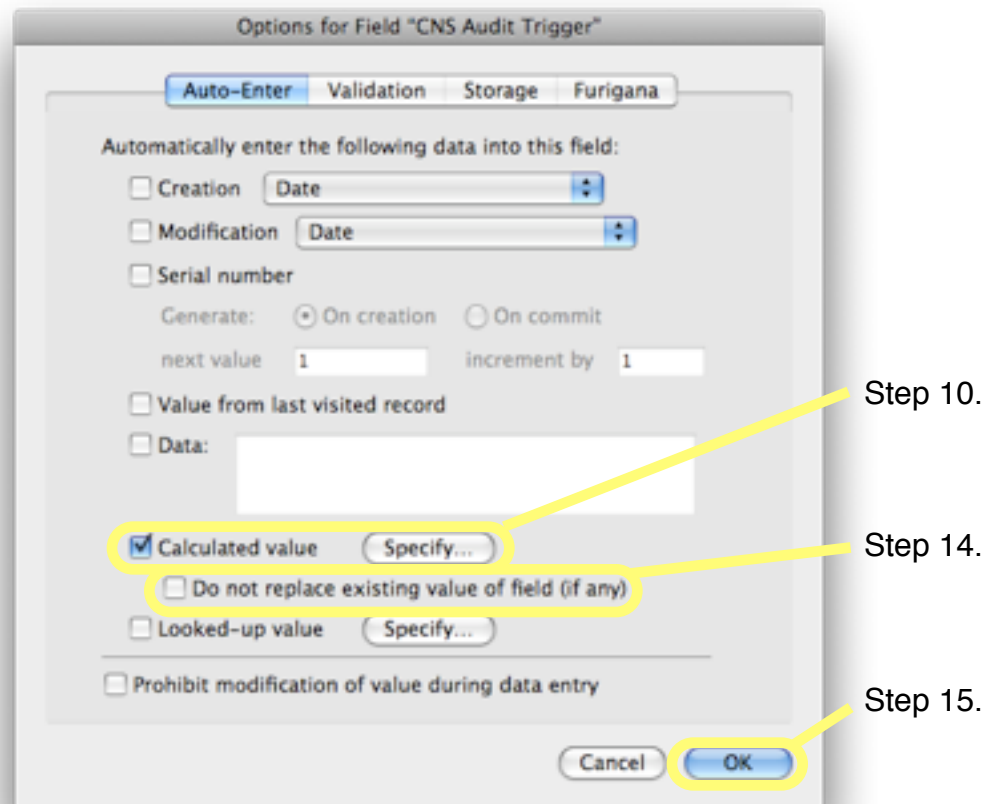 Options for Field "CNS Audit Trigger"
Auto-Enter Validation Storage Furigana
Automatically enter the following data into this field:
Creation Date
Modification Date
Serial number
Generate: On creation On commit
next value 1 increment by 1
Value from last visited record
Step 10.
Data:
Calculated value Specify...
Step 14.
Do not replace existing value of field (if any)
Looked-up value Specify...
Prohibit modification of value during data entry
Step 15.
Cancel OK